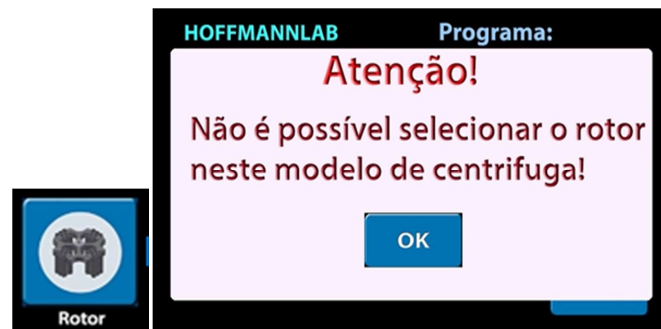 HOFFMANNLAB Programa:
Atenção!
Não é possível selecionar o rotor
neste modelo de centrifuga!
OK
Rotor